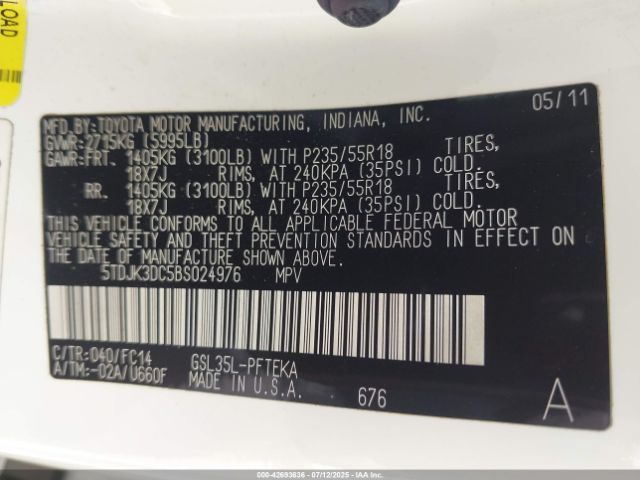 LOAD
MFD.BY:TOYOTA MOTOR MANUFACTURING, INDIANA, INC. 05/11
GVWR:2715KG (5995LB)
GAWR:FRT. 1405KG (3100LB) WITH P235/55R18 TIRES,
18X7J RIMS, AT 240KPA (35PSI) COLD.
RR. 1405KG (3100LB) WITH P235/55R18 TIRES,
18X7J RIMS, AT 240KPA (35PSI) COLD.
THIS VEHICLE CONFORMS TO ALL APPLICABLE FEDERAL MOTOR
VEHICLE SAFETY AND THEFT PREVENTION STANDARDS IN EFFECT ON
THE DATE OF MANUFACTURE SHOWN ABOVE.
5TDJK3DC5BS024976 MPV
C/TR:040/FC14 GSL35L-PFTEKA
A/TM:-02A/U660F MADE IN U.S.A.
676 A
000-42693636 - 07/12/2025 - IAAI.COM